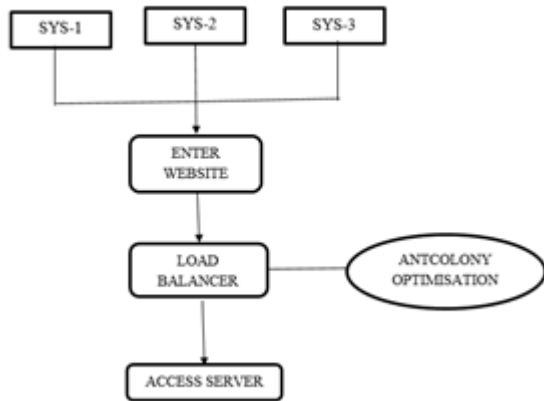 SYS-1
SYS-2
SYS-3
ENTER
WEBSITE
LOAD
BALANCER
ANTCOLONY
OPTIMISATION
ACCESS SERVER